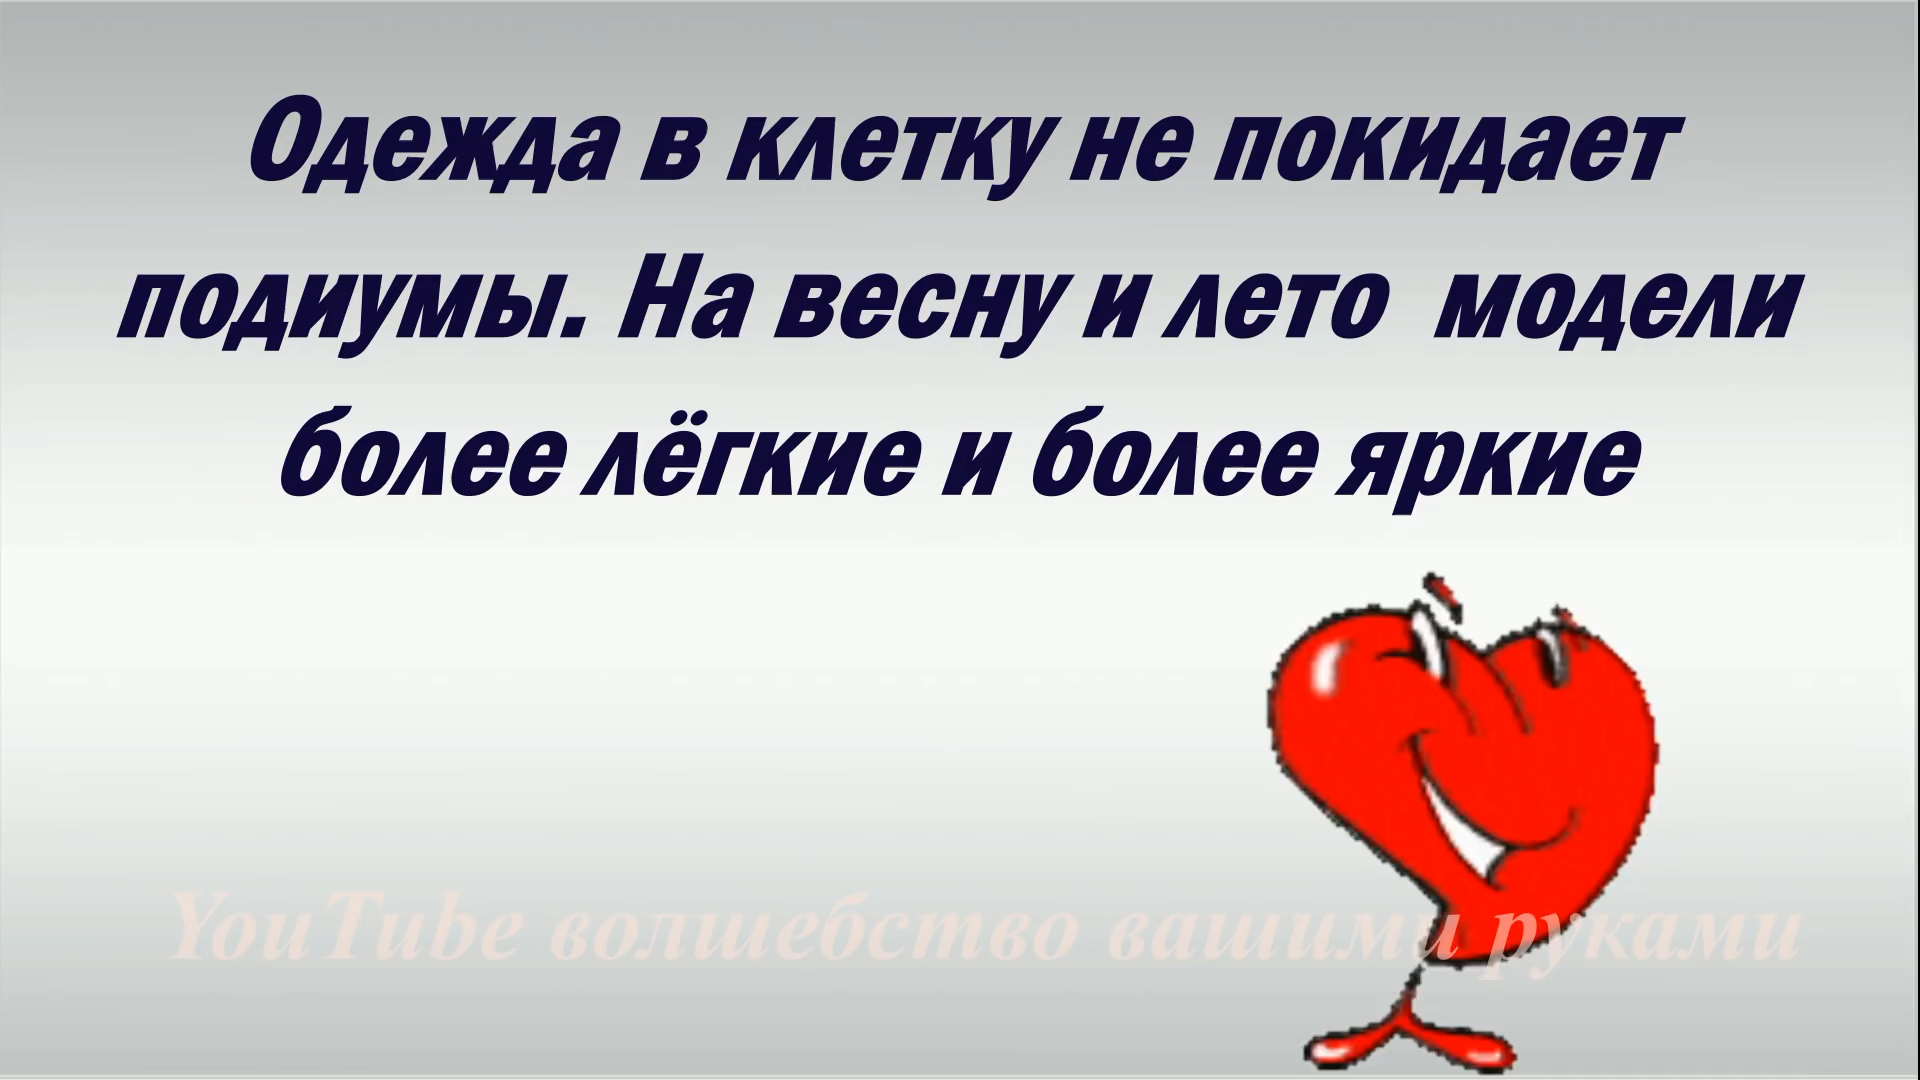 Одежда в клетку не покидает
подиумы. На весну и лето модели
более лёгкие и более яркие
YouTube волшебство вашими руками